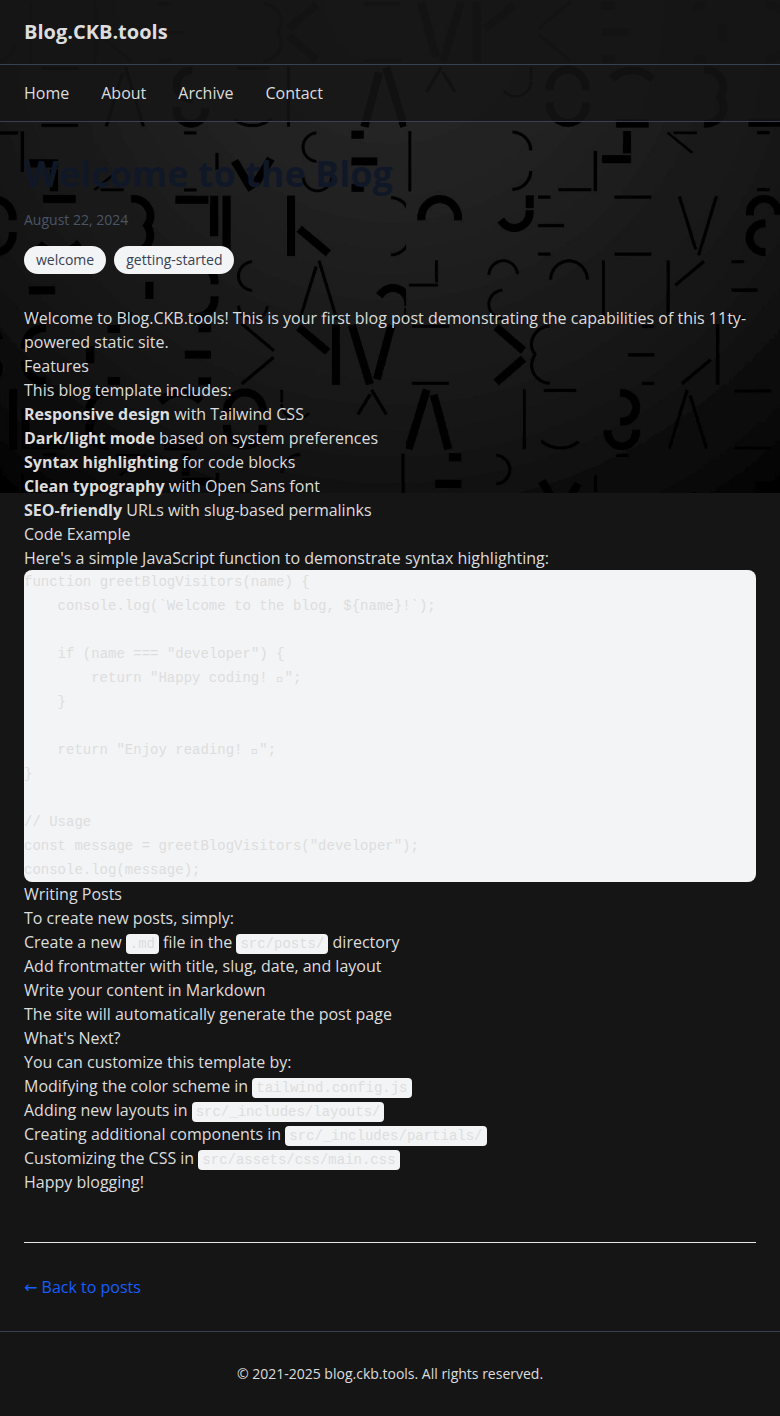 Blog.CKB.tools
Home About Archive Contact
Welcome to the Blog
August 22, 2024
welcome getting-started
Welcome to Blog.CKB.tools! This is your first blog post demonstrating the capabilities of this 11ty-
powered static site.
Features
This blog template includes:
Responsive design with Tailwind CSS
Dark/light mode based on system preferences
Syntax highlighting for code blocks
Clean typography with Open Sans font
SEO-friendly URLs with slug-based permalinks
Code Example
Here's a simple JavaScript function to demonstrate syntax highlighting:
function greetBlogVisitors(name) {
    console.log(`Welcome to the blog, ${name}!`);
    if (name === "developer") {
        return "Happy coding! ";
    }
    return "Enjoy reading! ";
}
// Usage
const message = greetBlogVisitors("developer");
console.log(message);
Writing Posts
To create new posts, simply:
Create a new .md file in the src/posts/ directory
Add frontmatter with title, slug, date, and layout
Write your content in Markdown
The site will automatically generate the post page
What's Next?
You can customize this template by:
Modifying the color scheme in tailwind.config.js
Adding new layouts in src/_includes/layouts/
Creating additional components in src/_includes/partials/
Customizing the CSS in src/assets/css/main.css
Happy blogging!
← Back to posts
© 2021-2025 blog.ckb.tools. All rights reserved.